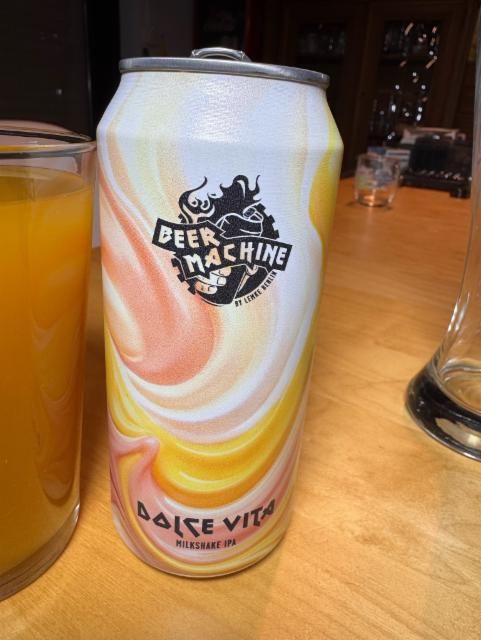 BEER
MACHINE
BY LEMKE BERLIN
DOLCE VITA
MILKSHAKE IPA